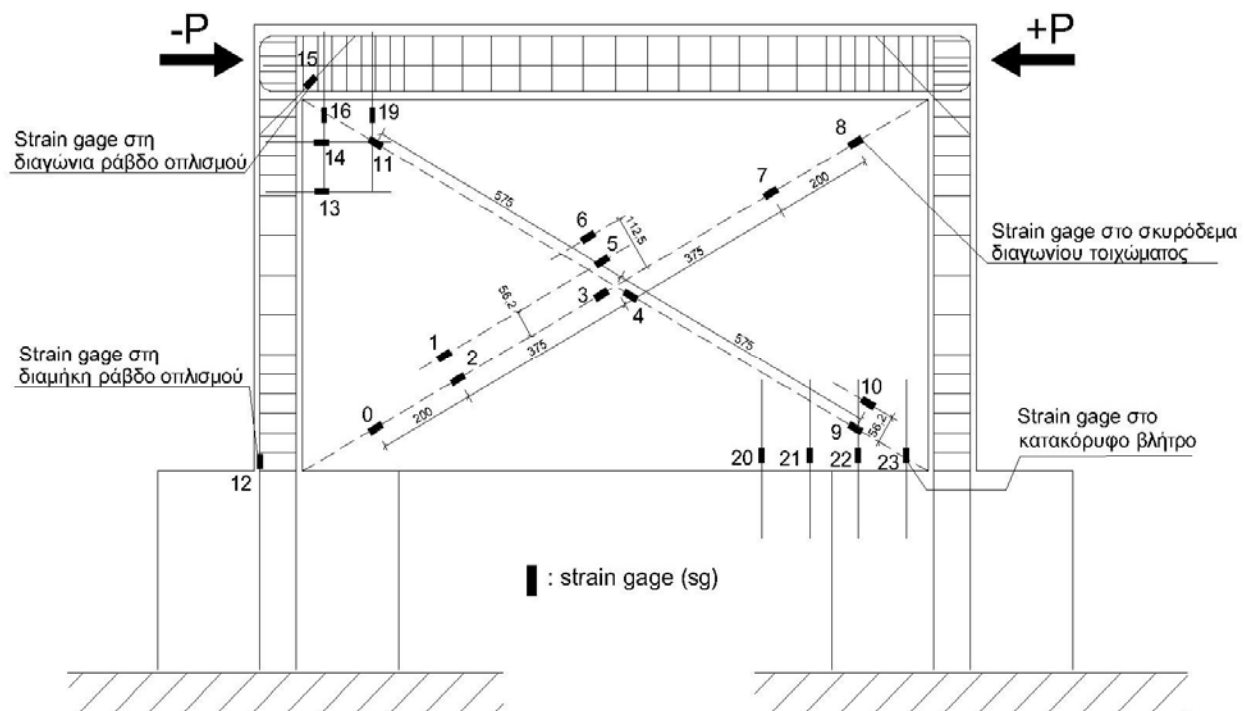 -P
+P
15
16
19
8
Strain gage στη
διαγώνια ράβδο οπλισμού
14
11
7
200
13
575
6
112.5
5
375
Strain gage στο σκυρόδεμα
διαγωνίου τοιχώματος
3
4
56.2
1
2
375
575
Strain gage στη
διαμήκη ράβδο οπλισμού
10
0
200
9
56.2
Strain gage στο
κατακόρυφο βλήτρο
12
20
21
22
23
: strain gage (sg)